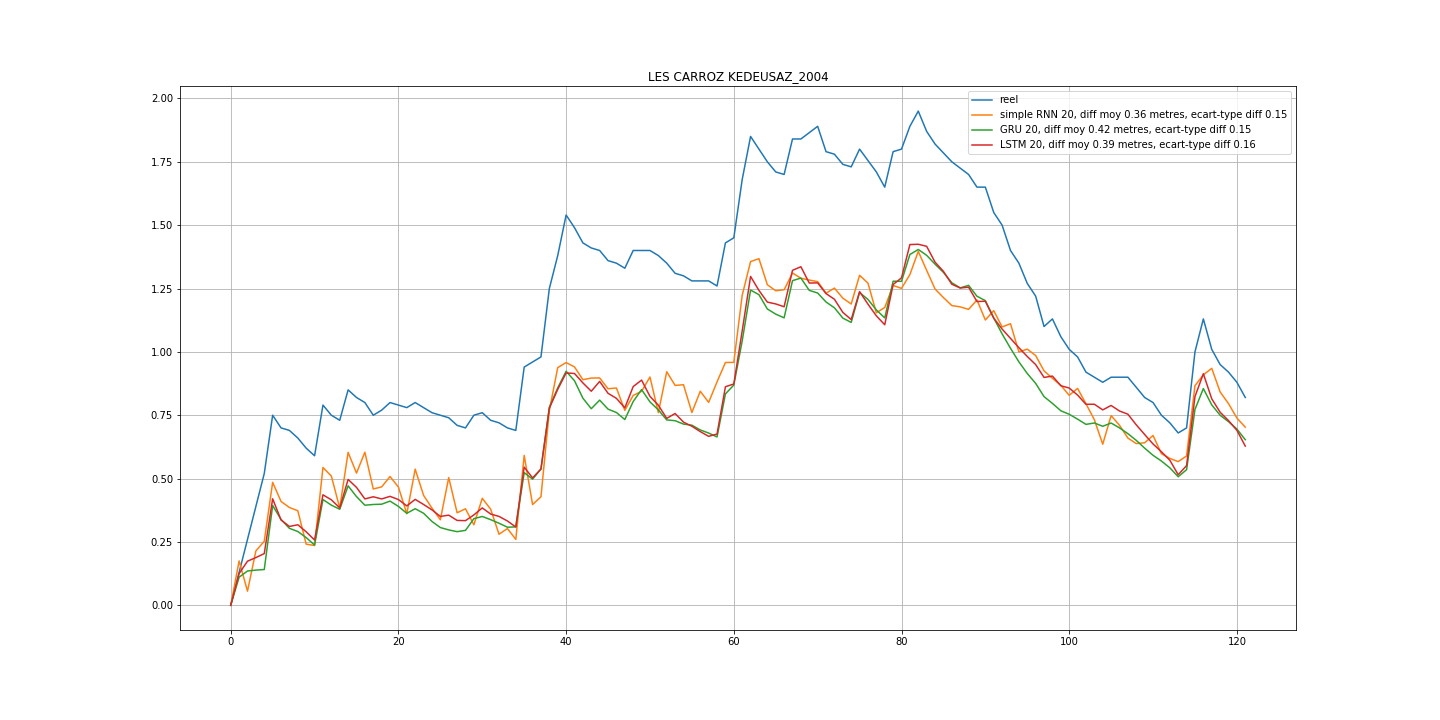 LES CARROZ KEDEUSAZ_2004
reel
simple RNN 20, diff moy 0.36 metres, ecart-type diff 0.15
GRU 20, diff moy 0.42 metres, ecart-type diff 0.15
LSTM 20, diff moy 0.39 metres, ecart-type diff 0.16
2.00
1.75
1.50
1.25
1.00
0.75
0.50
0.25
0.00
0 20 40 60 80 100 120